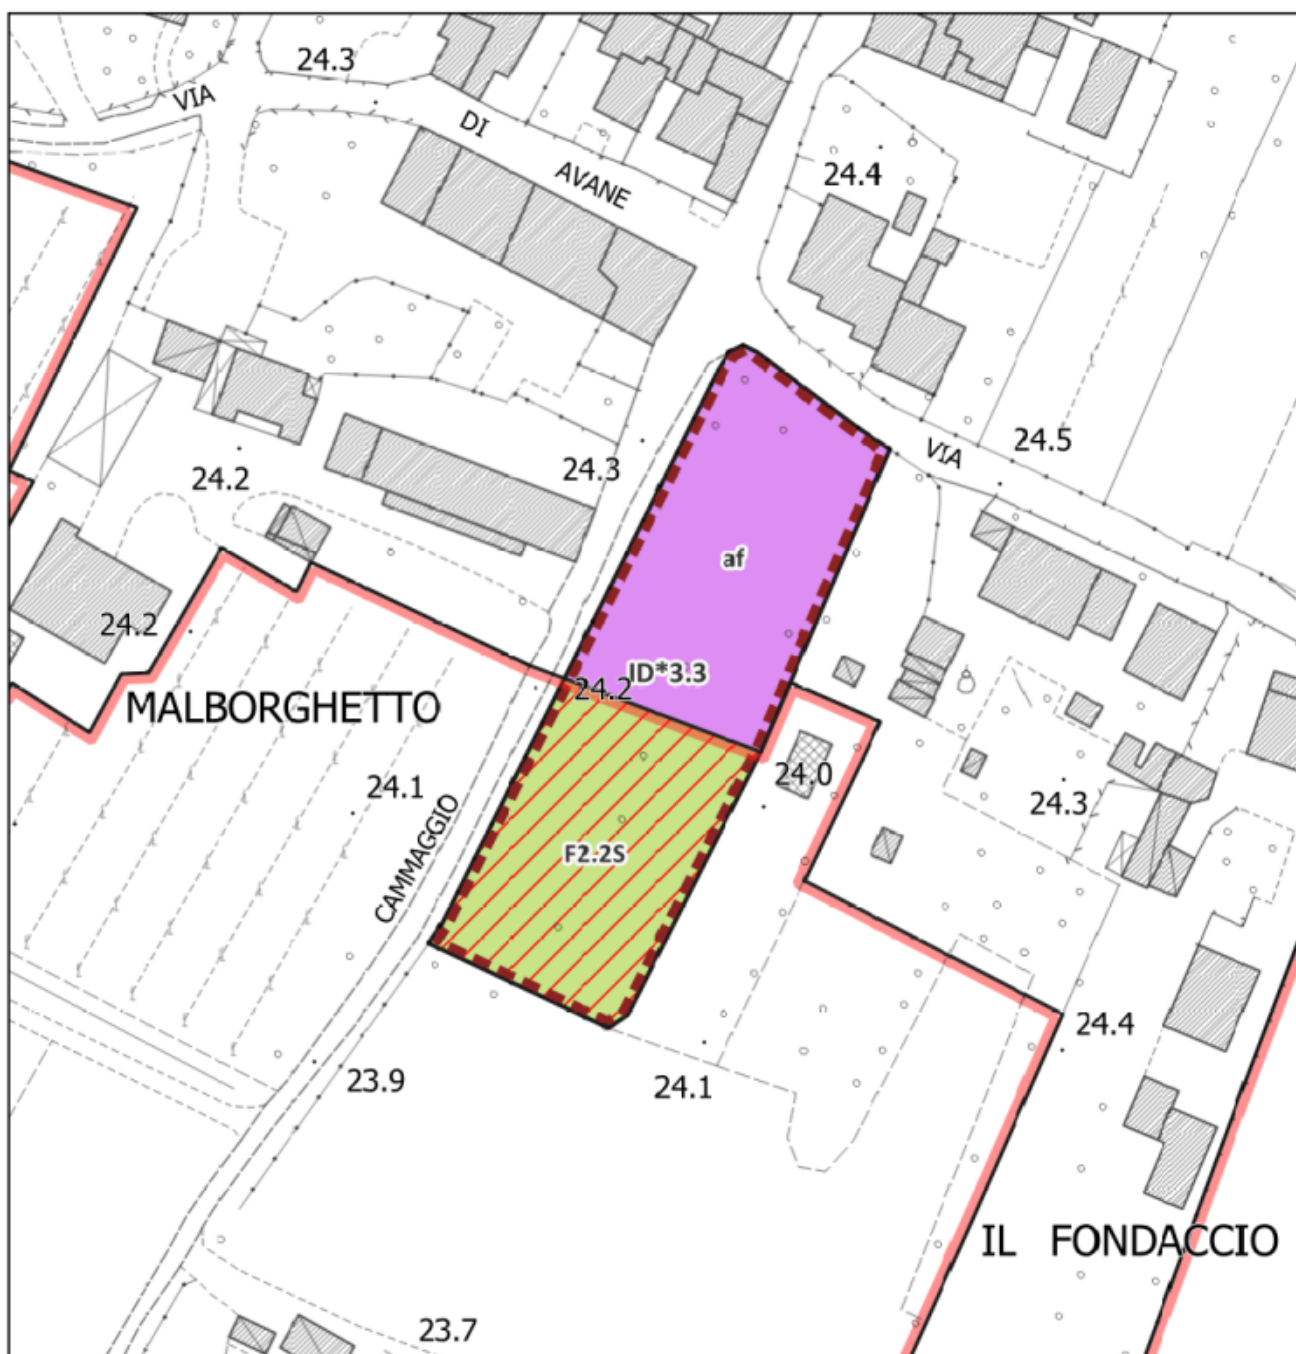 24.3
VIA
DI
AVANE
24.4
VIA
24.5
24.3
24.2
af
24.2
ID*3.3
24.2
MALBORGHETTO
24.0
24.1
24.3
CAMMAGGIO
F2.2S
24.4
23.9
24.1
IL FONDACCIO
23.7